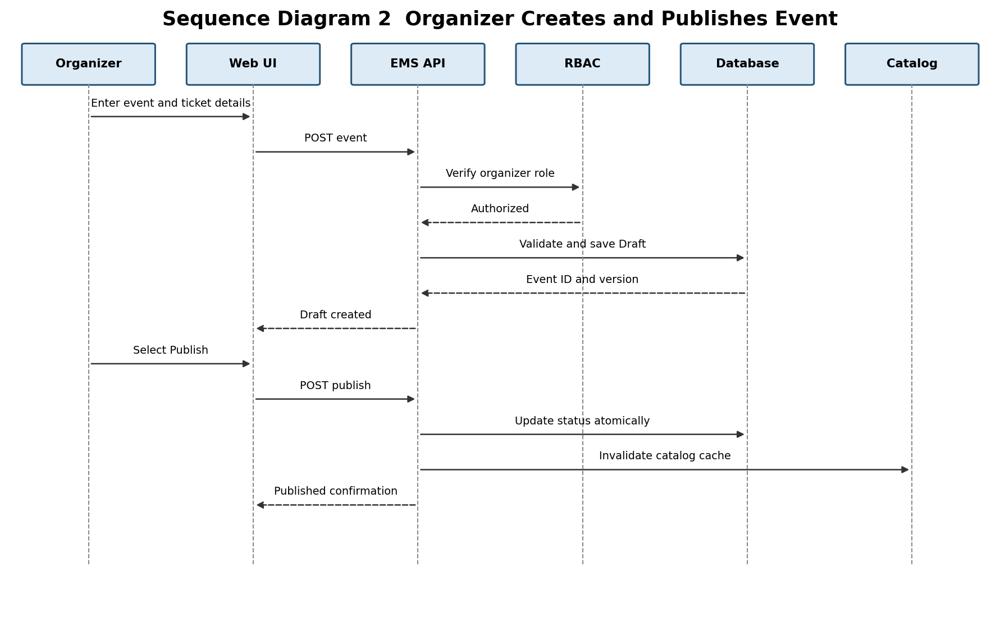 Sequence Diagram 2  Organizer Creates and Publishes Event
Organizer
Web UI
EMS API
RBAC
Database
Catalog
Enter event and ticket details
POST event
Verify organizer role
Authorized
Validate and save Draft
Event ID and version
Draft created
Select Publish
POST publish
Update status atomically
Invalidate catalog cache
Published confirmation